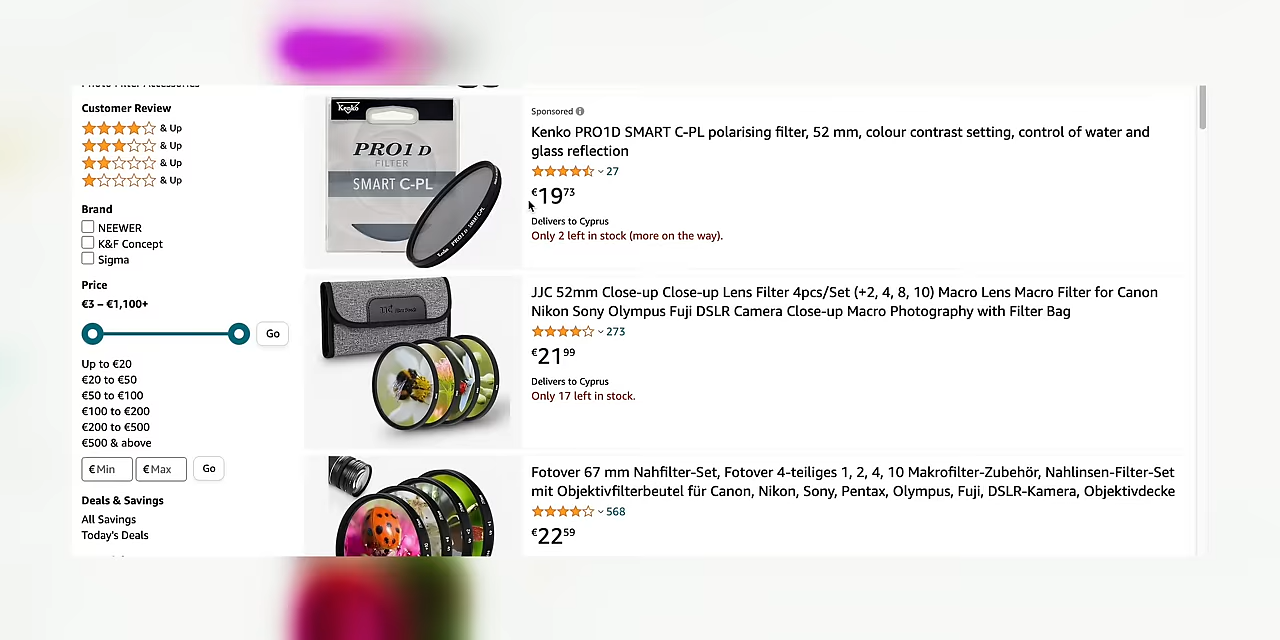 Customer Review
& Up
& Up
& Up
& Up
Brand
NEEWER
K&F Concept
Sigma
Price
€3 – €1,100+
Go
Up to €20
€20 to €50
€50 to €100
€100 to €200
€200 to €500
€500 & above
€ Min
€ Max
Go
Deals & Savings
All Savings
Today's Deals
Kenko
PRO1D
FILTER
SMART C-PL
Sponsored
Kenko PRO1D SMART C-PL polarising filter, 52 mm, colour contrast setting, control of water and
glass reflection
27
€19 73
Delivers to Cyprus
Only 2 left in stock (more on the way).
JJC
JJC 52mm Close-up Close-up Lens Filter 4pcs/Set (+2, 4, 8, 10) Macro Lens Macro Filter for Canon
Nikon Sony Olympus Fuji DSLR Camera Close-up Macro Photography with Filter Bag
273
€21 99
Delivers to Cyprus
Only 17 left in stock.
Fotover 67 mm Nahfilter-Set, Fotover 4-teiliges 1, 2, 4, 10 Makrofilter-Zubehör, Nahlinsen-Filter-Set
mit Objektivfilterbeutel für Canon, Nikon, Sony, Pentax, Olympus, Fuji, DSLR-Kamera, Objektivdecke
568
€22 59